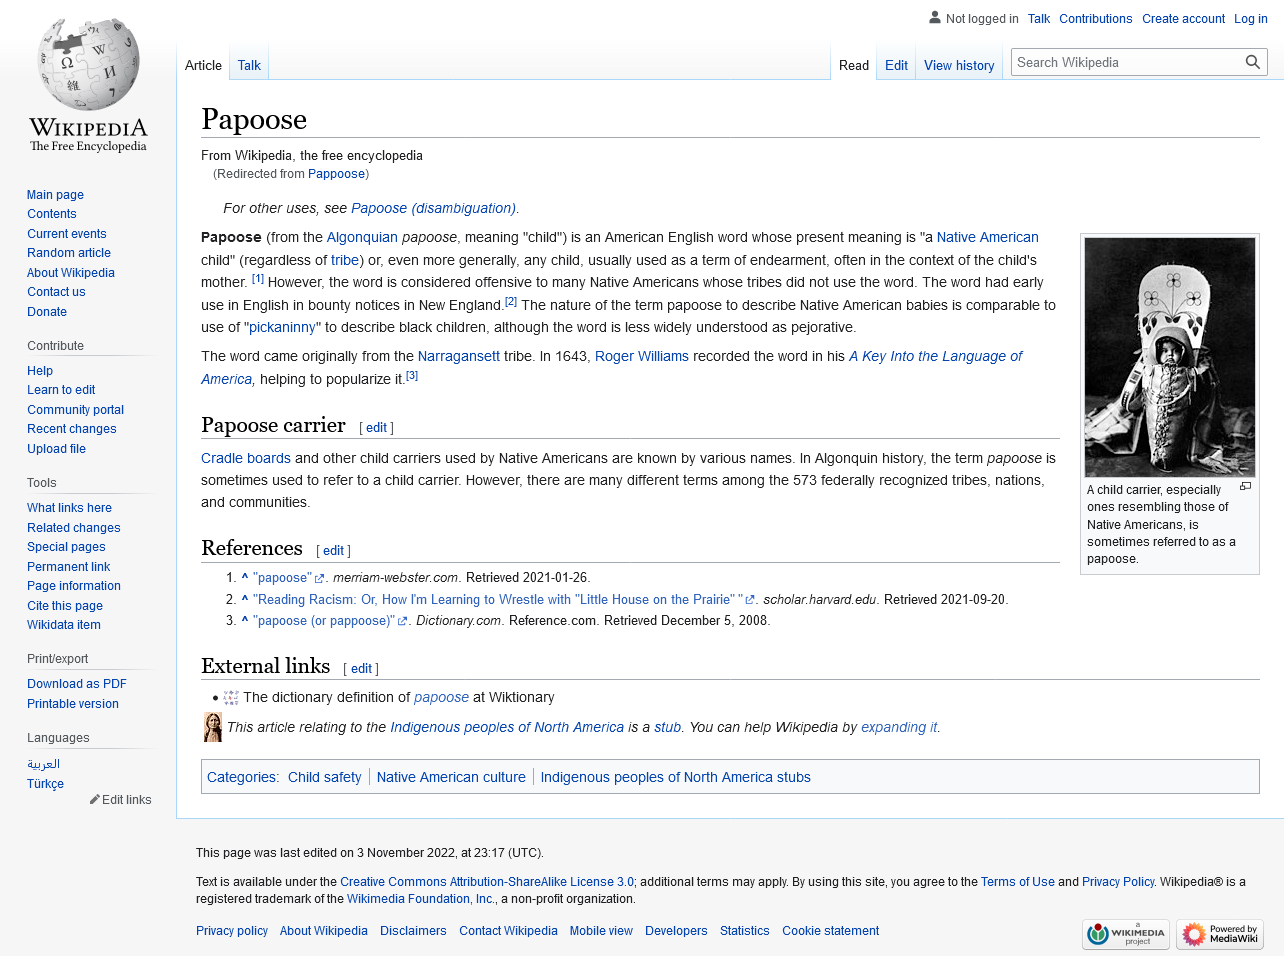 Not logged in Talk Contributions Create account Log in
Article Talk Read Edit View history Search Wikipedia
WIKIPEDIA
The Free Encyclopedia
Main page
Contents
Current events
Random article
About Wikipedia
Contact us
Donate
Contribute
Help
Learn to edit
Community portal
Recent changes
Upload file
Tools
What links here
Related changes
Special pages
Permanent link
Page information
Cite this page
Wikidata item
Print/export
Download as PDF
Printable version
Languages
العربية
Türkçe
Edit links
Papoose
From Wikipedia, the free encyclopedia
(Redirected from Pappoose)
For other uses, see Papoose (disambiguation).
Papoose (from the Algonquian papoose, meaning "child") is an American English word whose present meaning is "a Native American
child" (regardless of tribe) or, even more generally, any child, usually used as a term of endearment, often in the context of the child's
mother. [1] However, the word is considered offensive to many Native Americans whose tribes did not use the word. The word had early
use in English in bounty notices in New England.[2] The nature of the term papoose to describe Native American babies is comparable to
use of "pickaninny" to describe black children, although the word is less widely understood as pejorative.
The word came originally from the Narragansett tribe. In 1643, Roger Williams recorded the word in his A Key Into the Language of
America, helping to popularize it.[3]
A child carrier, especially
ones resembling those of
Native Americans, is
sometimes referred to as a
papoose.
Papoose carrier [ edit ]
Cradle boards and other child carriers used by Native Americans are known by various names. In Algonquin history, the term papoose is
sometimes used to refer to a child carrier. However, there are many different terms among the 573 federally recognized tribes, nations,
and communities.
References [ edit ]
1. ^ "papoose". merriam-webster.com. Retrieved 2021-01-26.
2. ^ "Reading Racism: Or, How I'm Learning to Wrestle with "Little House on the Prairie" ". scholar.harvard.edu. Retrieved 2021-09-20.
3. ^ "papoose (or pappoose)". Dictionary.com. Reference.com. Retrieved December 5, 2008.
External links [ edit ]
• The dictionary definition of papoose at Wiktionary
This article relating to the Indigenous peoples of North America is a stub. You can help Wikipedia by expanding it.
Categories: Child safety | Native American culture | Indigenous peoples of North America stubs
This page was last edited on 3 November 2022, at 23:17 (UTC).
Text is available under the Creative Commons Attribution-ShareAlike License 3.0; additional terms may apply. By using this site, you agree to the Terms of Use and Privacy Policy. Wikipedia® is a
registered trademark of the Wikimedia Foundation, Inc., a non-profit organization.
Privacy policy About Wikipedia Disclaimers Contact Wikipedia Mobile view Developers Statistics Cookie statement
a WIKIMEDIA project
Powered by MediaWiki